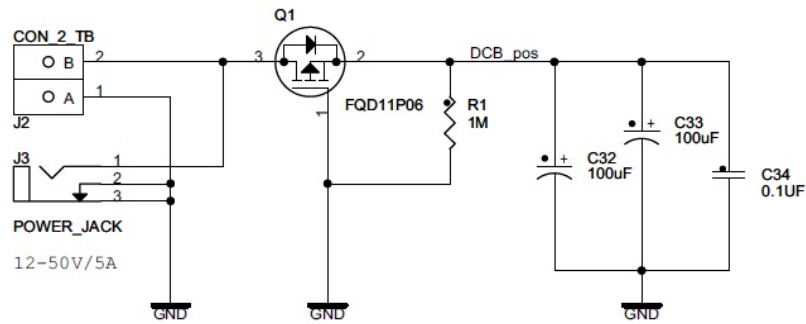 Q1
CON_2_TB
B 2
3 2
DCB_pos
A 1
J2
1
FQD11P06
R1
1M
C33
100uF
+
C32
100uF
+
C34
0.1UF
J3
1
2
3
POWER_JACK
12-50V/5A
GND
GND
GND